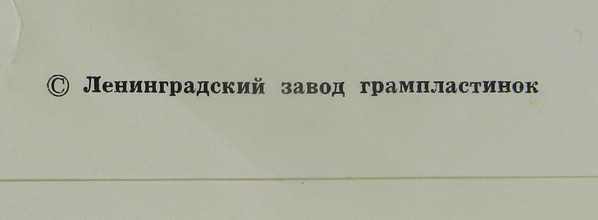 © Ленинградский завод грампластинок